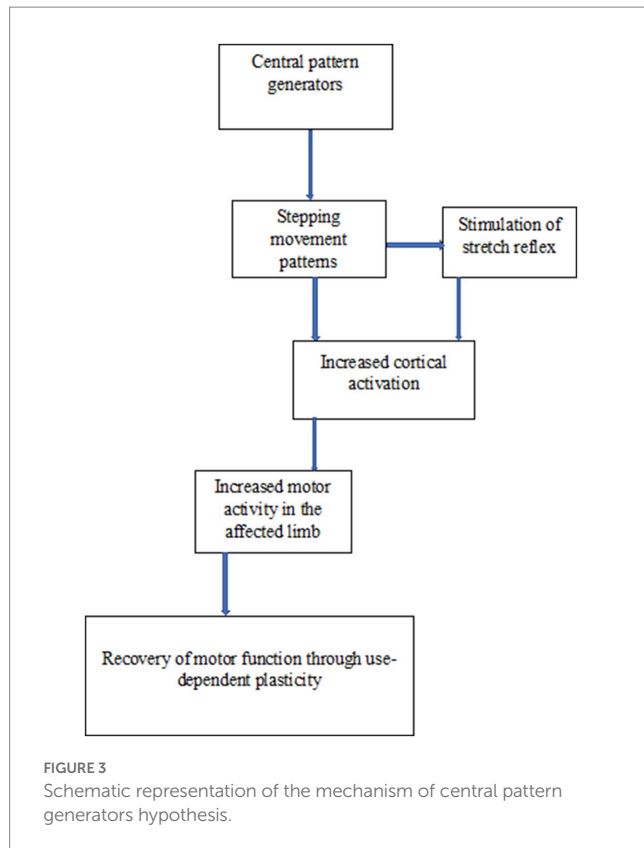 Central pattern
generators
Stepping
movement
patterns
Stimulation of
stretch reflex
Increased cortical
activation
Increased motor
activity in the
affected limb
Recovery of motor function through use-
dependent plasticity
FIGURE 3
Schematic representation of the mechanism of central pattern
generators hypothesis.